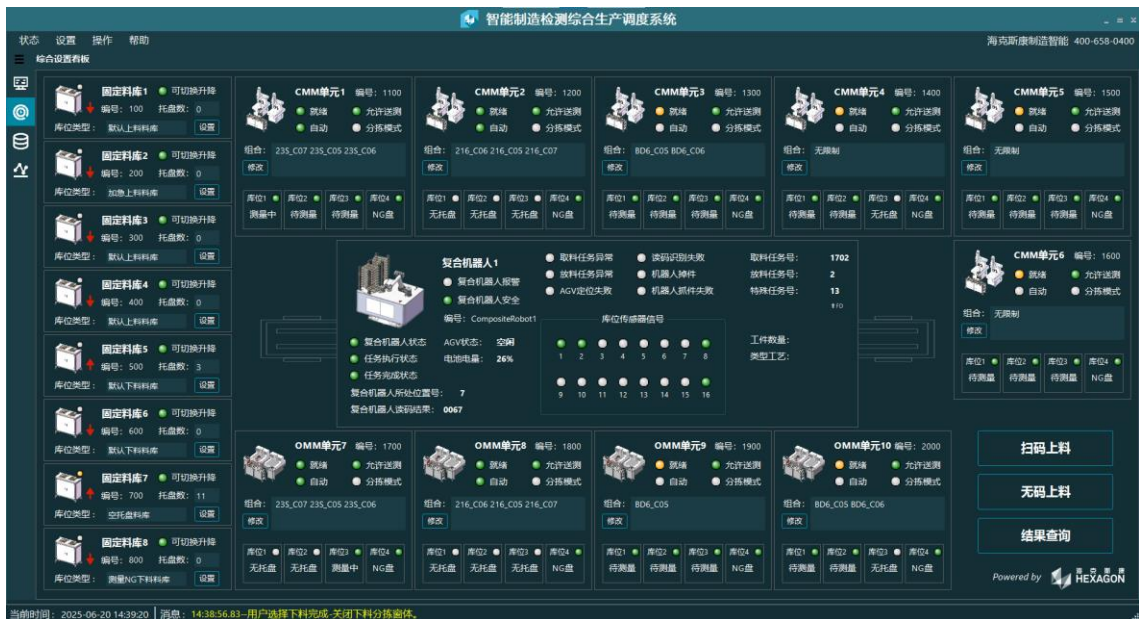 智能制造检测综合生产调度系统
状态 设置 操作 帮助 海克斯康制造智能 400-658-0400
综合设置看板
固定料库1 可切换升降
编号: 100 托盘数: 0
库位类型: 默认上料料库 设置
固定料库2 可切换升降
编号: 200 托盘数: 0
库位类型: 加急上料料库 设置
固定料库3 可切换升降
编号: 300 托盘数: 0
库位类型: 默认上料料库 设置
固定料库4 可切换升降
编号: 400 托盘数: 0
库位类型: 默认上料料库 设置
固定料库5 可切换升降
编号: 500 托盘数: 3
库位类型: 默认下料料库 设置
固定料库6 可切换升降
编号: 600 托盘数: 0
库位类型: 默认下料料库 设置
固定料库7 可切换升降
编号: 700 托盘数: 11
库位类型: 空托盘料库 设置
固定料库8 可切换升降
编号: 800 托盘数: 0
库位类型: 测量NG下料料库 设置
CMM单元1 编号: 1100
就绪 允许送测
自动 分拣模式
组合: 235_C07 235_C05 235_C06
修改
库位1 库位2 库位3 库位4
测量中 待测量 待测量 NG盘
CMM单元2 编号: 1200
就绪 允许送测
自动 分拣模式
组合: 216_C06 216_C05 216_C07
修改
库位1 库位2 库位3 库位4
无托盘 无托盘 无托盘 NG盘
CMM单元3 编号: 1300
就绪 允许送测
自动 分拣模式
组合: BD6_C05 BD6_C06
修改
库位1 库位2 库位3 库位4
待测量 待测量 待测量 NG盘
CMM单元4 编号: 1400
就绪 允许送测
自动 分拣模式
组合: 无限制
修改
库位1 库位2 库位3 库位4
待测量 待测量 无托盘 NG盘
CMM单元5 编号: 1500
就绪 允许送测
自动 分拣模式
组合: 无限制
修改
库位1 库位2 库位3 库位4
待测量 待测量 待测量 NG盘
复合机器人1
复合机器人报警
复合机器人安全
编号: CompositeRobot1
取料任务异常 读码识别失败
放料任务异常 机器人掉件
AGV定位失败 机器人抓件失败
取料任务号: 1702
放料任务号: 2
特殊任务号: 13
复合机器人状态 AGV状态: 空闲
任务执行状态 电池电量: 26%
任务完成状态
复合机器人所处位置号: 7
复合机器人读码结果: 0067
库位传感器信号
1 2 3 4 5 6 7 8
9 10 11 12 13 14 15 16
工件数量:
类型工艺:
CMM单元6 编号: 1600
就绪 允许送测
自动 分拣模式
组合: 无限制
修改
库位1 库位2 库位3 库位4
待测量 待测量 待测量 NG盘
OMM单元7 编号: 1700
就绪 允许送测
自动 分拣模式
组合: 235_C07 235_C05 235_C06
修改
库位1 库位2 库位3 库位4
无托盘 无托盘 测量中 NG盘
OMM单元8 编号: 1800
就绪 允许送测
自动 分拣模式
组合: 216_C06 216_C05 216_C07
修改
库位1 库位2 库位3 库位4
无托盘 无托盘 无托盘 NG盘
OMM单元9 编号: 1900
就绪 允许送测
自动 分拣模式
组合: BD6_C05
修改
库位1 库位2 库位3 库位4
待测量 待测量 待测量 NG盘
OMM单元10 编号: 2000
就绪 允许送测
自动 分拣模式
组合: BD6_C05 BD6_C06
修改
库位1 库位2 库位3 库位4
待测量 待测量 无托盘 NG盘
扫码上料
无码上料
结果查询
Powered by 海克斯康 HEXAGON
当前时间: 2025-06-20 14:39:20 消息: 14:38:56.83--用户选择下料完成-关闭下料分拣窗体。